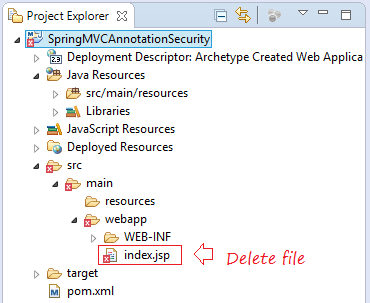 Project Explorer
SpringMVCAnnotationSecurity
Deployment Descriptor: Archetype Created Web Applica
Java Resources
src/main/resources
Libraries
JavaScript Resources
Deployed Resources
src
main
resources
webapp
WEB-INF
index.jsp Delete file
target
pom.xml